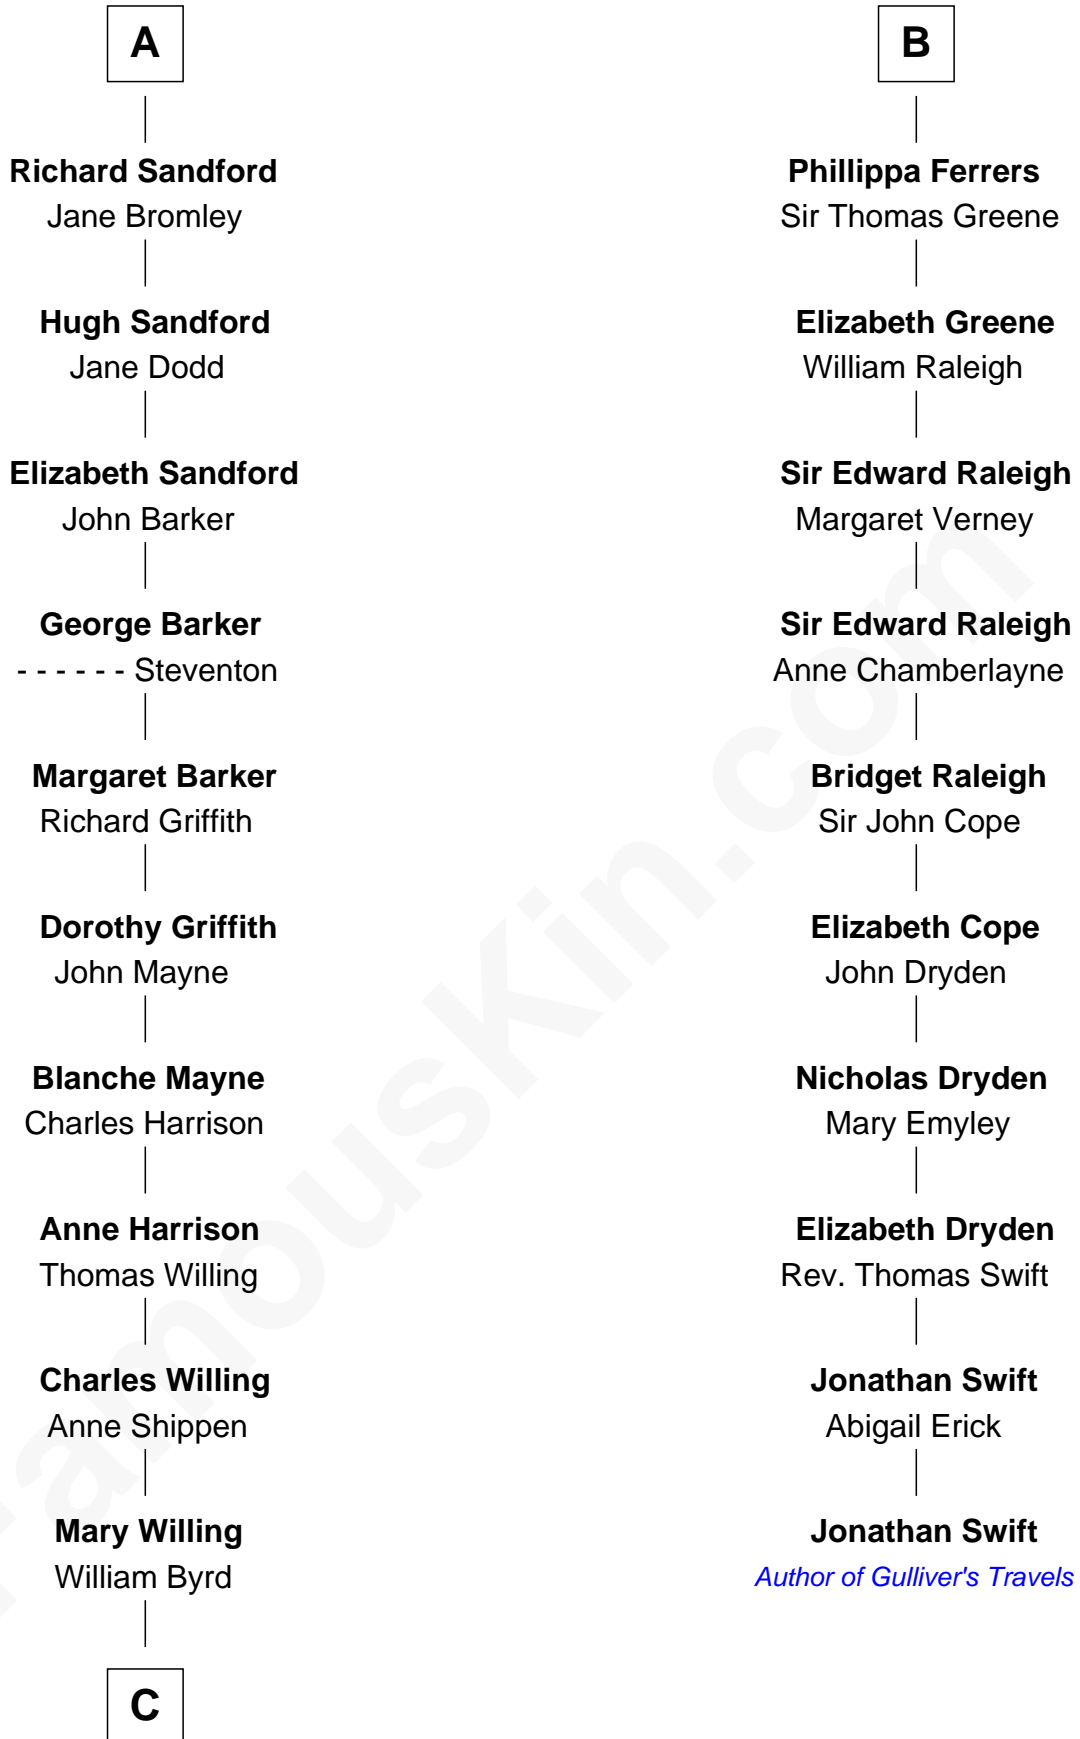 A
Richard Sandford
Jane Bromley
Hugh Sandford
Jane Dodd
Elizabeth Sandford
John Barker
George Barker
- - - - - - Steventon
Margaret Barker
Richard Griffith
Dorothy Griffith
John Mayne
Blanche Mayne
Charles Harrison
Anne Harrison
Thomas Willing
Charles Willing
Anne Shippen
Mary Willing
William Byrd
C
B
Phillippa Ferrers
Sir Thomas Greene
Elizabeth Greene
William Raleigh
Sir Edward Raleigh
Margaret Verney
Sir Edward Raleigh
Anne Chamberlayne
Bridget Raleigh
Sir John Cope
Elizabeth Cope
John Dryden
Nicholas Dryden
Mary Emyley
Elizabeth Dryden
Rev. Thomas Swift
Jonathan Swift
Abigail Erick
Jonathan Swift
Author of Gulliver's Travels
FamousKin.com